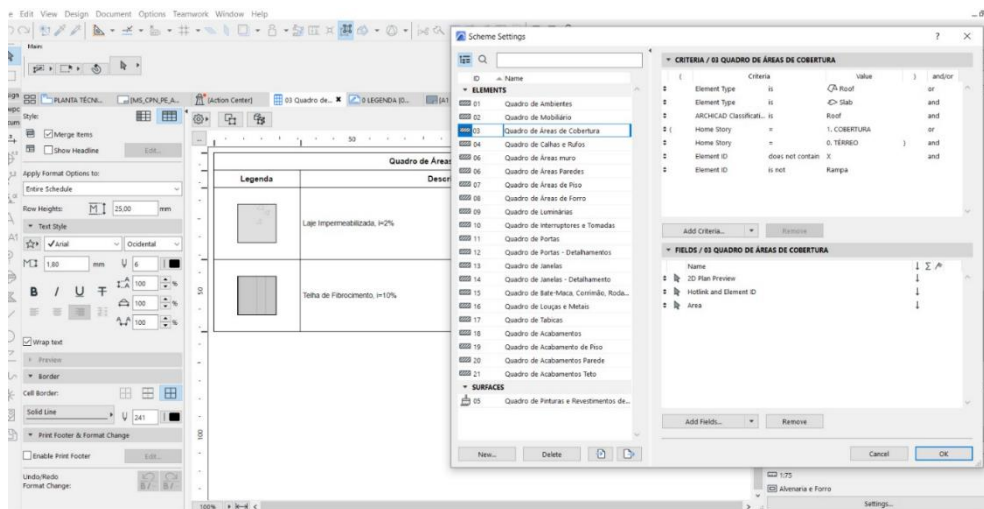 e Edit View Design Document Options Teamwork Window Help
Main:
PLANTA TÉCNI...
[MS_CPN_PE_A...
[Action Center]
03 Quadro de...
0 LEGENDA [0...
[A1
Style:
Merge Items
Show Headline
Edit...
Apply Format Options to:
Entire Schedule
Row Heights:
25,00
mm
Text Style
Arial
Ocidental
1,80
mm
6
100
%
B I U T
100
%
100
%
Wrap text
Preview
Border
Cell Border:
Solid Line
241
Print Footer & Format Change
Enable Print Footer
Edit...
Undo/Redo
Format Change:
50
50
100
Quadro de Áreas
Legenda
Descr
Laje Impermeabilizada, i=2%
Telha de Fibrocimento, i=10%
100%
Scheme Settings
? X
ID Name
ELEMENTS
01 Quadro de Ambientes
02 Quadro de Mobiliário
03 Quadro de Áreas de Cobertura
04 Quadro de Calhas e Rufos
06 Quadro de Áreas muro
06 Quadro de Áreas Paredes
07 Quadro de Áreas de Piso
08 Quadro de Áreas de Forro
09 Quadro de Luminárias
10 Quadro de interruptores e Tomadas
11 Quadro de Portas
12 Quadro de Portas - Detalhamentos
13 Quadro de Janelas
14 Quadro de Janelas - Detalhamento
15 Quadro de Bate-Maca, Corrimão, Roda...
16 Quadro de Louças e Metais
17 Quadro de Tabicas
18 Quadro de Acabamentos
19 Quadro de Acabamento de Piso
20 Quadro de Acabamentos Parede
21 Quadro de Acabamentos Teto
SURFACES
05 Quadro de Pinturas e Revestimentos de...
New...
Delete
CRITERIA / 03 QUADRO DE ÁREAS DE COBERTURA
( Criteria Value ) and/or
Element Type is Roof or
Element Type is Slab and
ARCHICAD Classificati... is Roof and
( Home Story = 1. COBERTURA or
Home Story = 0. TÉRREO ) and
Element ID does not contain X and
Element ID is not Rampa
Add Criteria...
Remove
FIELDS / 03 QUADRO DE ÁREAS DE COBERTURA
Name
2D Plan Preview
Hotlink and Element ID
Area
Add Fields...
Remove
Cancel
OK
1:75
Alvenaria e Forro
Settings...